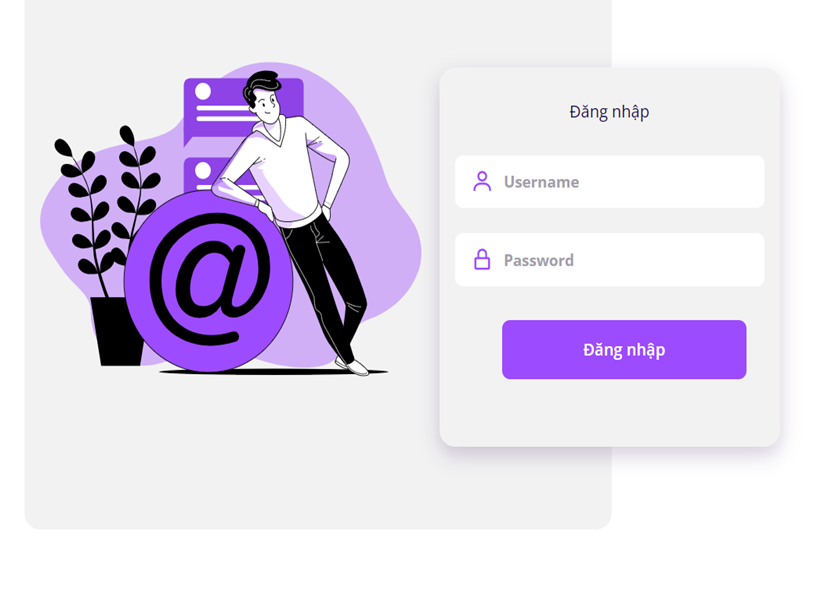 Đăng nhập
Username
Password
Đăng nhập
@